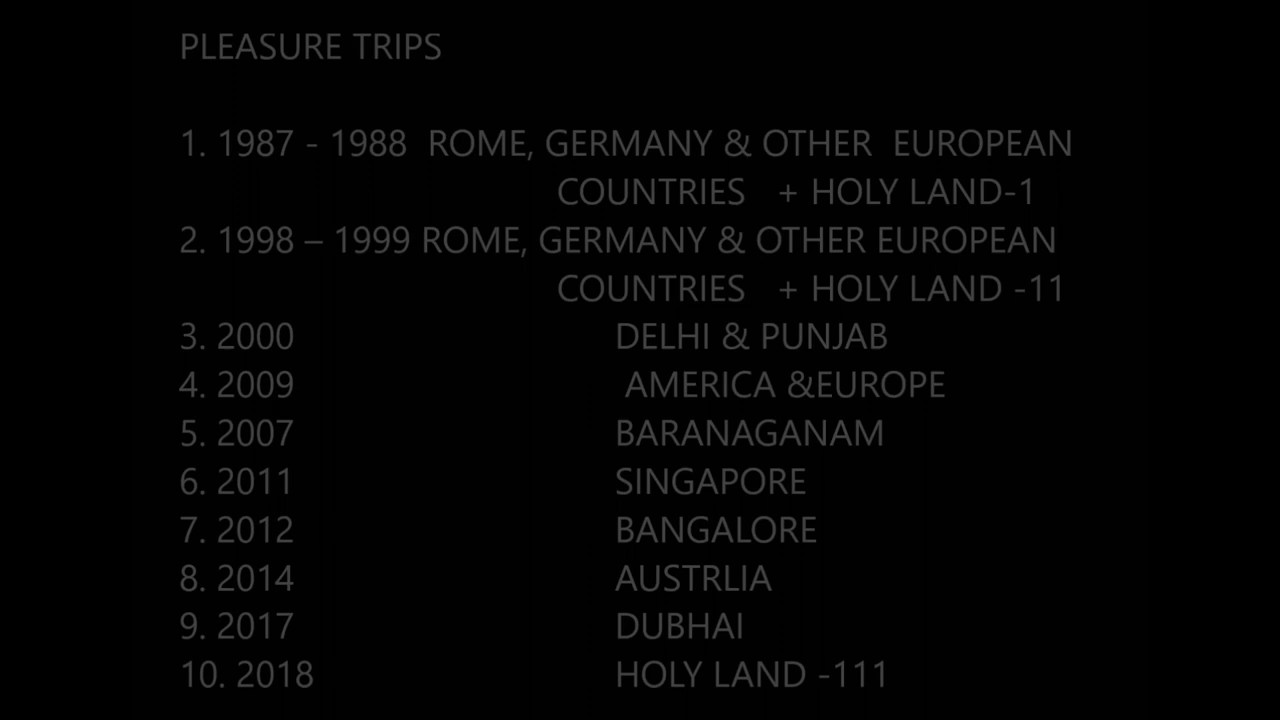 PLEASURE TRIPS
1. 1987 - 1988 ROME, GERMANY & OTHER EUROPEAN
COUNTRIES + HOLY LAND-1
2. 1998 – 1999 ROME, GERMANY & OTHER EUROPEAN
COUNTRIES + HOLY LAND -11
3. 2000 DELHI & PUNJAB
4. 2009 AMERICA &EUROPE
5. 2007 BARANAGANAM
6. 2011 SINGAPORE
7. 2012 BANGALORE
8. 2014 AUSTRLIA
9. 2017 DUBHAI
10. 2018 HOLY LAND -111